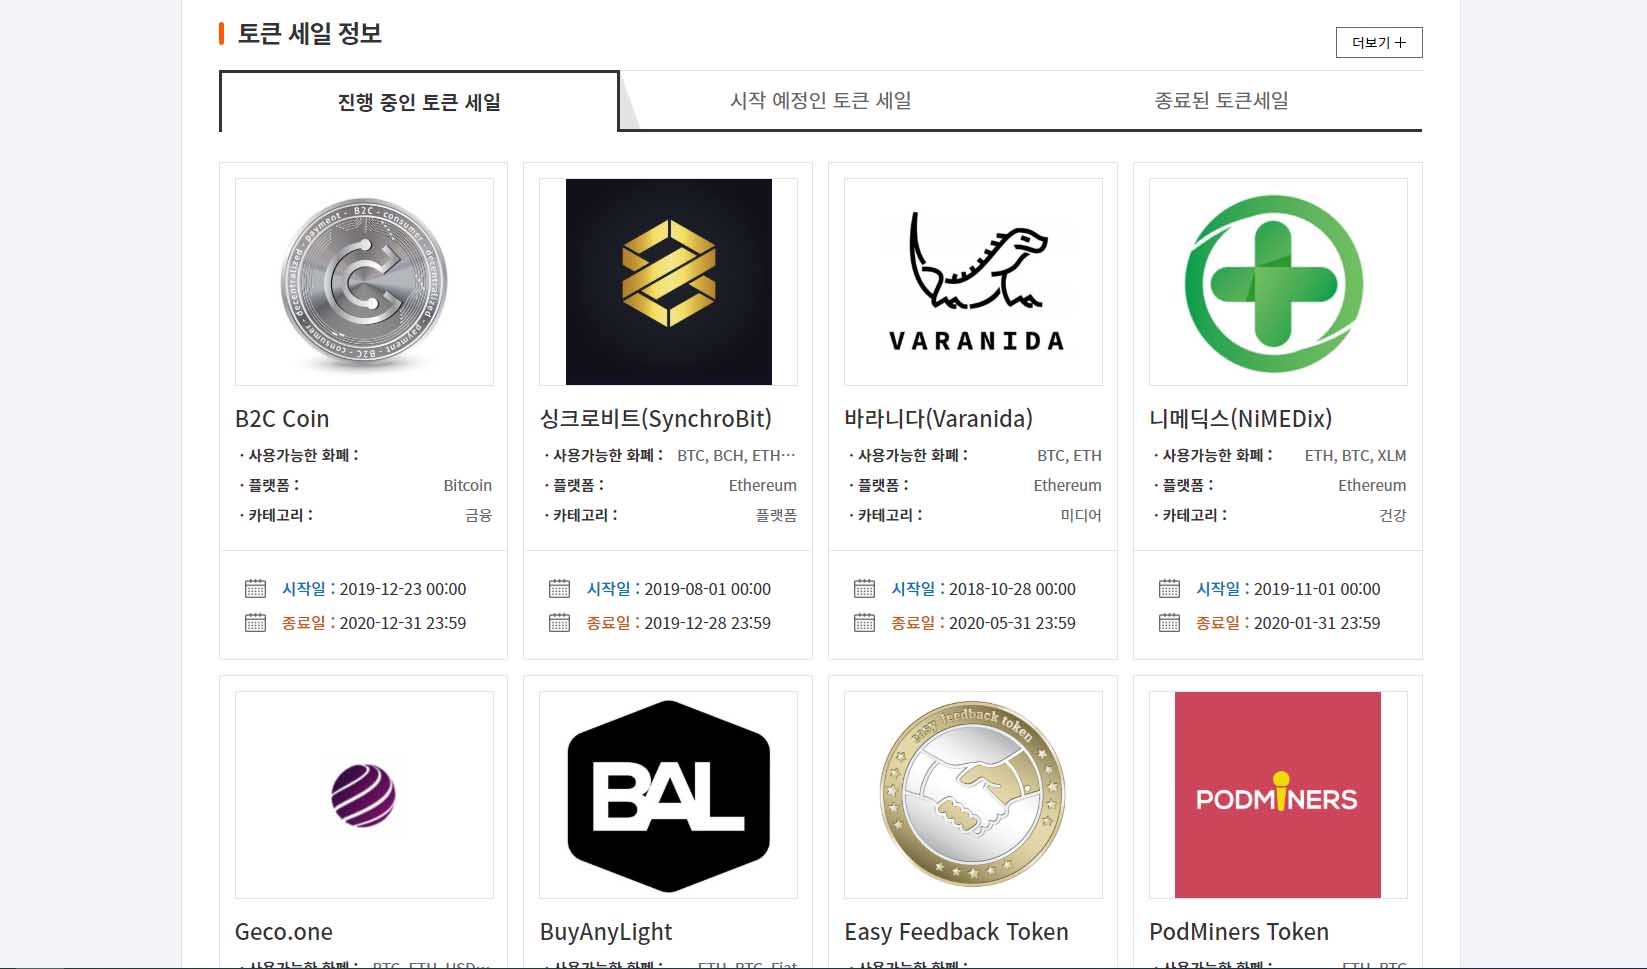 토큰 세일 정보
더보기 +
진행 중인 토큰 세일
시작 예정인 토큰 세일
종료된 토큰세일
payment - B2C - consumer - decentralized - payment - B2C - consumer - decentralized
VARANIDA
B2C Coin
· 사용가능한 화폐 :
· 플랫폼 : Bitcoin
· 카테고리 : 금융
시작일 : 2019-12-23 00:00
종료일 : 2020-12-31 23:59
싱크로비트(SynchroBit)
· 사용가능한 화폐 : BTC, BCH, ETH···
· 플랫폼 : Ethereum
· 카테고리 : 플랫폼
시작일 : 2019-08-01 00:00
종료일 : 2019-12-28 23:59
바라니다(Varanida)
· 사용가능한 화폐 : BTC, ETH
· 플랫폼 : Ethereum
· 카테고리 : 미디어
시작일 : 2018-10-28 00:00
종료일 : 2020-05-31 23:59
니메딕스(NiMEDix)
· 사용가능한 화폐 : ETH, BTC, XLM
· 플랫폼 : Ethereum
· 카테고리 : 건강
시작일 : 2019-11-01 00:00
종료일 : 2020-01-31 23:59
BAL
easy feedback token
PODMINERS
Geco.one
· 사용가능한 화폐 : BTC, ETH, USD···
BuyAnyLight
· 사용가능한 화폐 : ETH, BTC, Fiat
Easy Feedback Token
· 사용가능한 화폐 :
PodMiners Token
· 사용가능한 화폐 : ETH, BTC